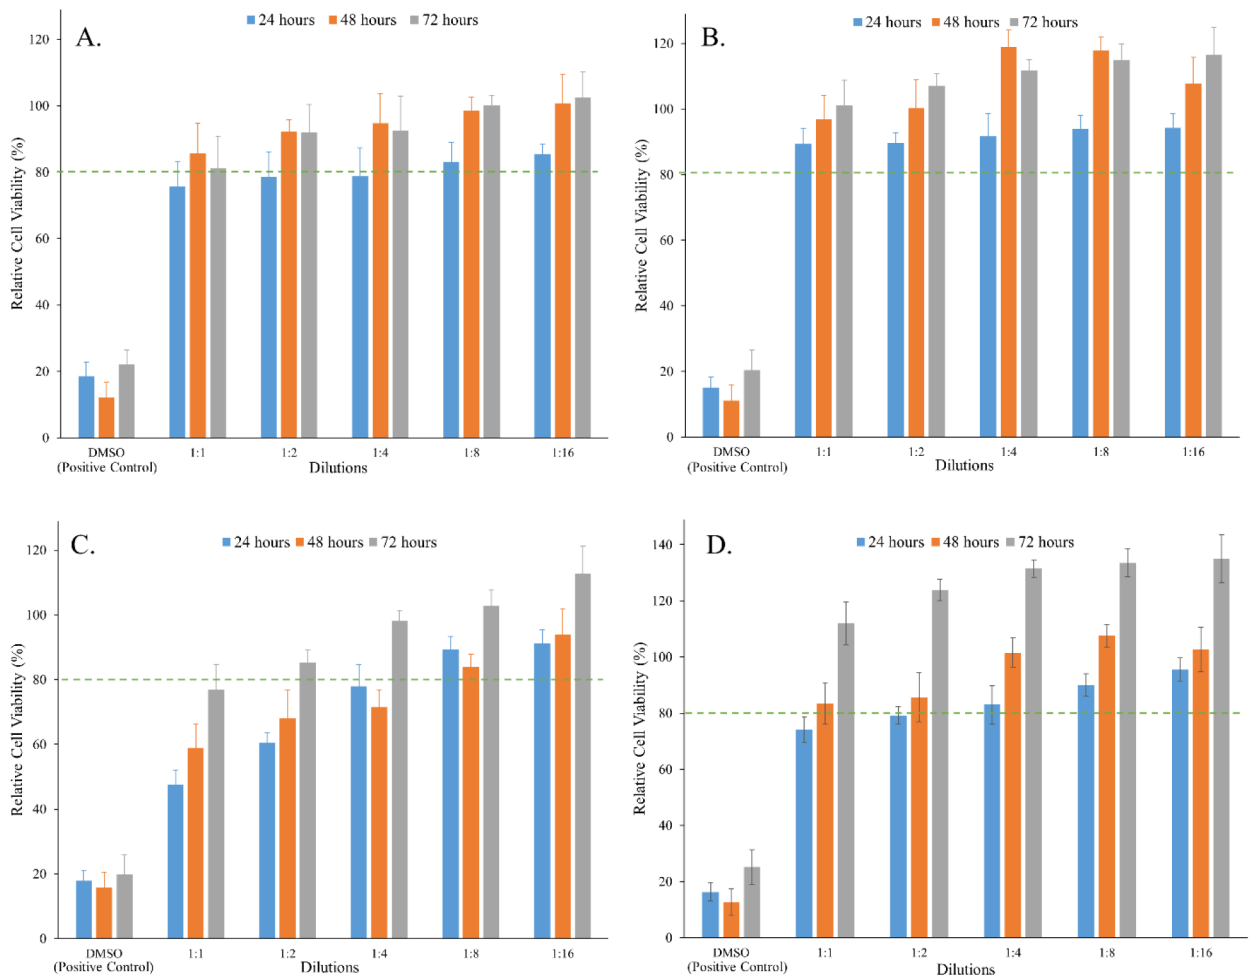 A.
24 hours 48 hours 72 hours
Relative Cell Viability (%)
120
100
80
60
40
20
0
DMSO
(Positive Control)
1:1 1:2 1:4 1:8 1:16
Dilutions
B.
24 hours 48 hours 72 hours
Relative Cell Viability (%)
120
100
80
60
40
20
0
DMSO
(Positive Control)
1:1 1:2 1:4 1:8 1:16
Dilutions
C.
24 hours 48 hours 72 hours
Relative Cell Viability (%)
120
100
80
60
40
20
0
DMSO
(Positive Control)
1:1 1:2 1:4 1:8 1:16
Dilutions
D.
24 hours 48 hours 72 hours
Relative Cell Viability (%)
140
120
100
80
60
40
20
0
DMSO
(Positive Control)
1:1 1:2 1:4 1:8 1:16
Dilutions